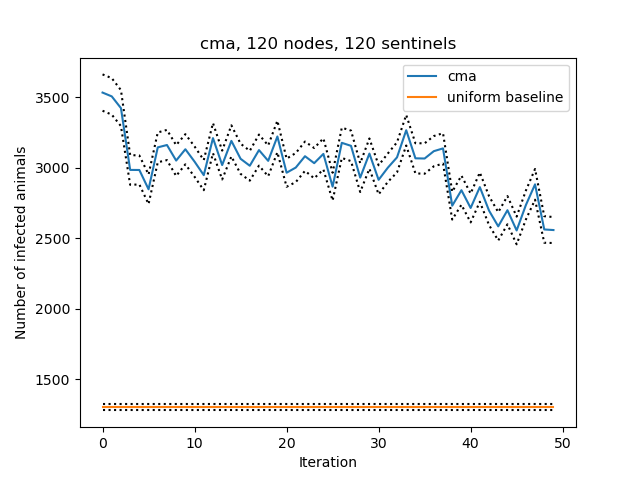 cma, 120 nodes, 120 sentinels
cma
uniform baseline
Number of infected animals
3500
3000
2500
2000
1500
0
10
20
30
40
50
Iteration